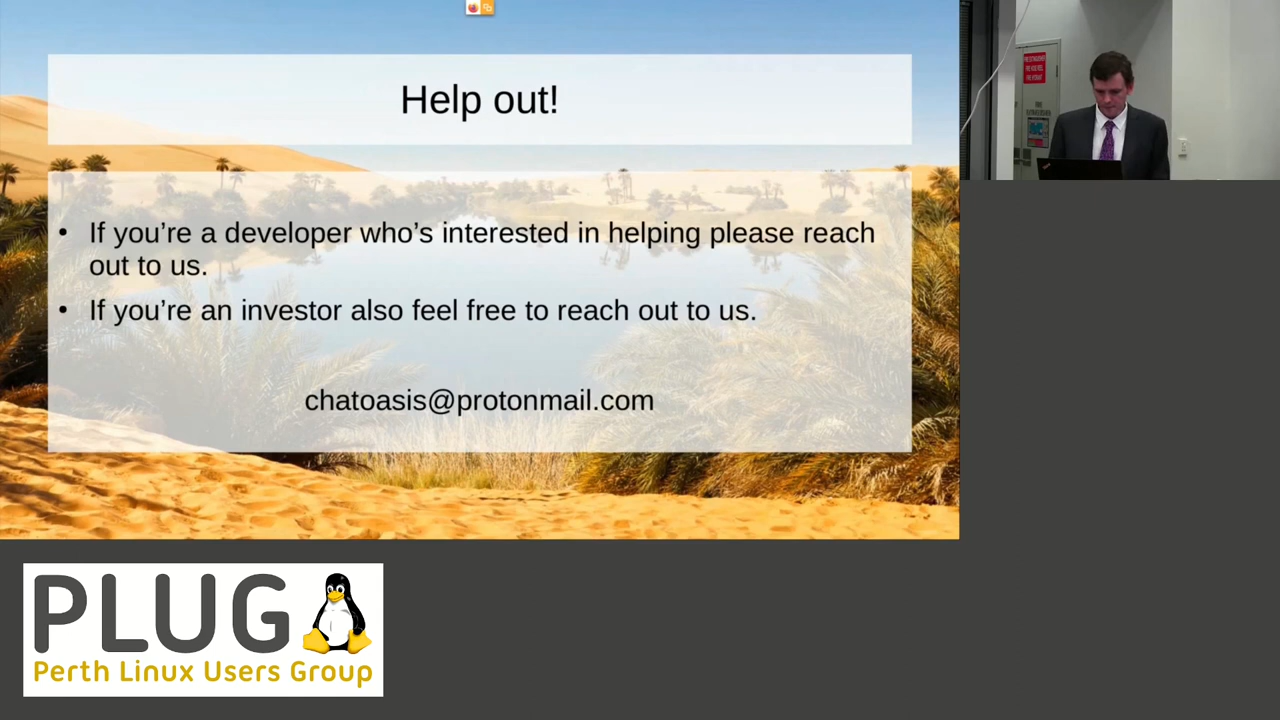 Help out!
• If you’re a developer who’s interested in helping please reach
out to us.
• If you’re an investor also feel free to reach out to us.
chatoasis@protonmail.com
PLUG
Perth Linux Users Group